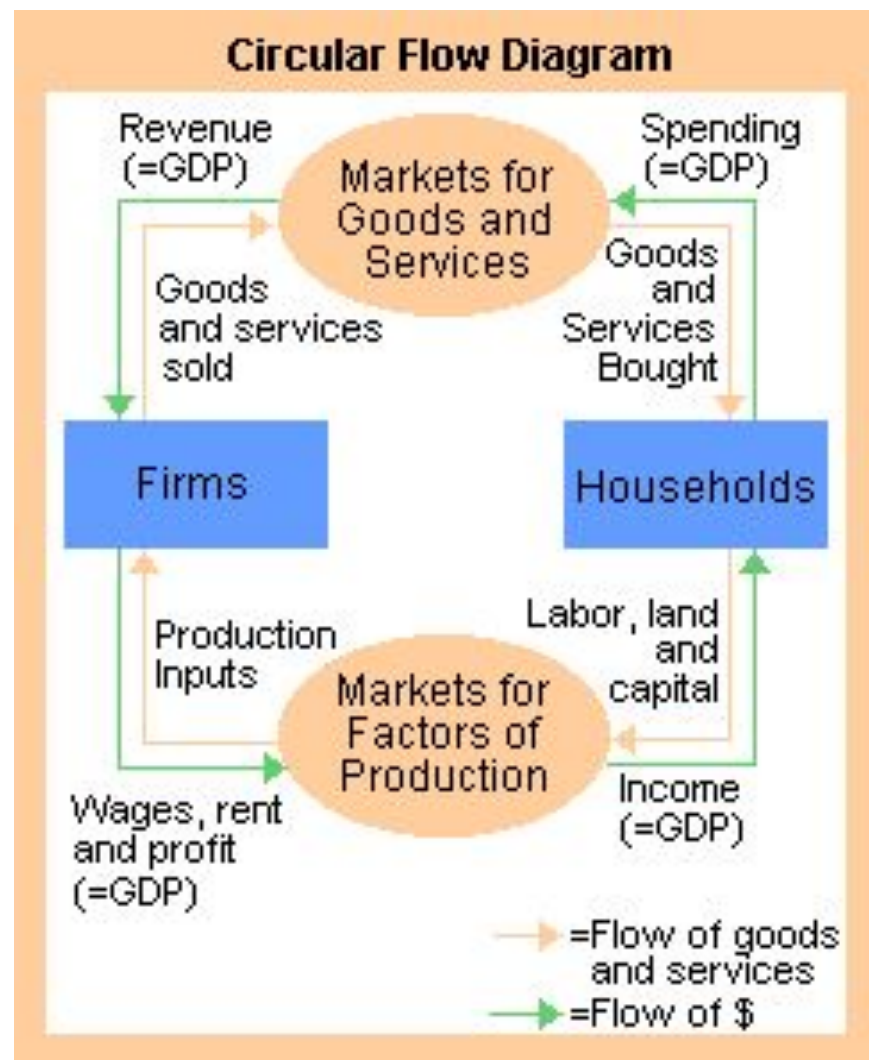 Circular Flow Diagram
Revenue
(=GDP)
Spending
(=GDP)
Markets for
Goods and
Services
Goods
and services
sold
Goods
and
Services
Bought
Firms
Households
Production
Inputs
Labor, land
and
capital
Markets for
Factors of
Production
Wages, rent
and profit
(=GDP)
Income
(=GDP)
=Flow of goods
and services
=Flow of $